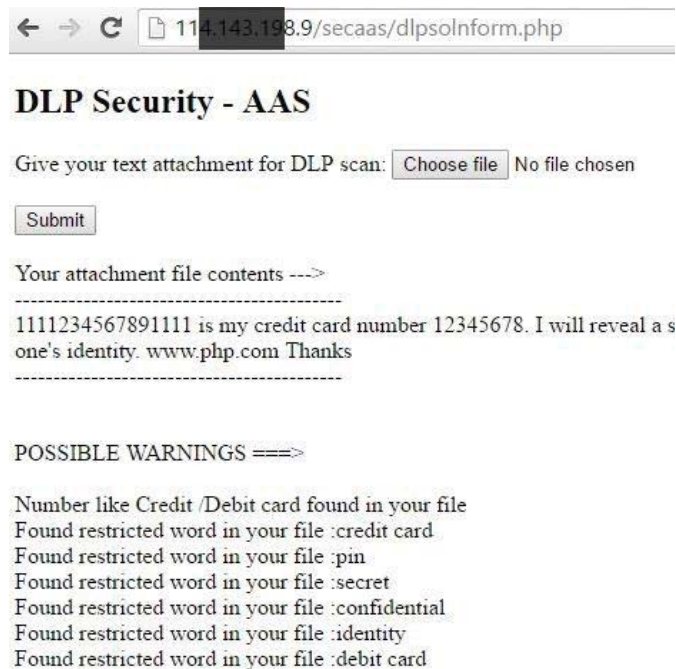 114.143.198.9/secaas/dlpsolnform.php
DLP Security - AAS
Give your text attachment for DLP scan: Choose file No file chosen
Submit
Your attachment file contents --->
-------------------------------------------
1111234567891111 is my credit card number 12345678. I will reveal a s
one's identity. www.php.com Thanks
-------------------------------------------
POSSIBLE WARNINGS ===>
Number like Credit /Debit card found in your file
Found restricted word in your file :credit card
Found restricted word in your file :pin
Found restricted word in your file :secret
Found restricted word in your file :confidential
Found restricted word in your file :identity
Found restricted word in your file :debit card